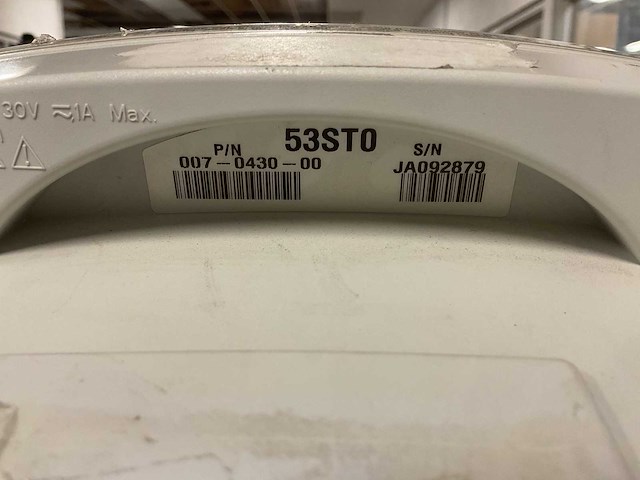 30V ⎓1A Max.
53ST0
P/N
007-0430-00
S/N
JA092879